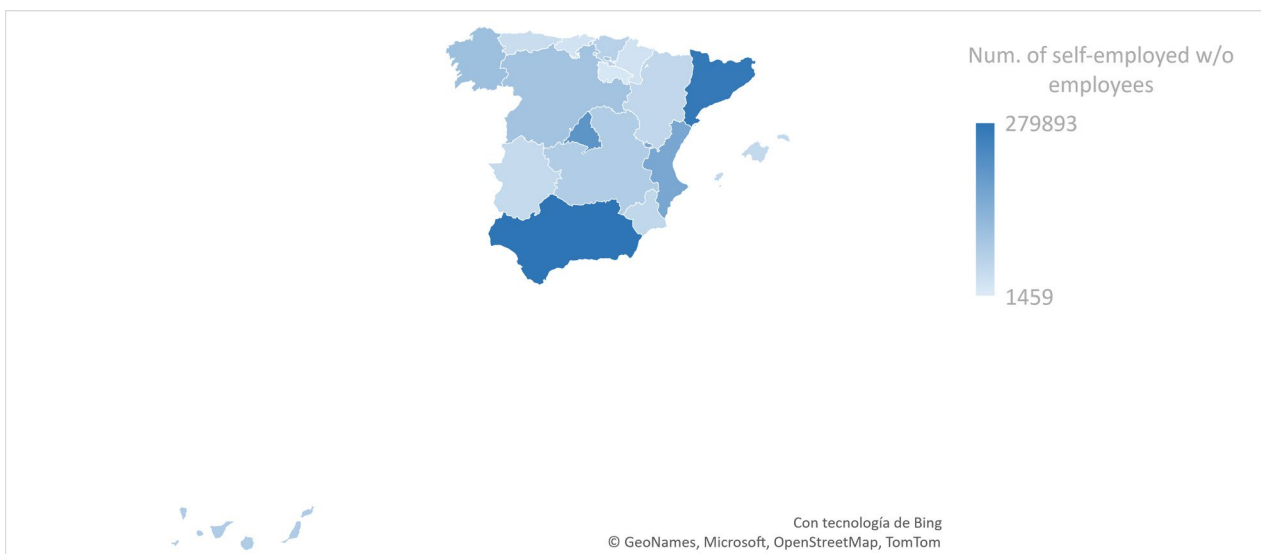 Num. of self-employed w/o
employees
279893
1459
Con tecnología de Bing
© GeoNames, Microsoft, OpenStreetMap, TomTom